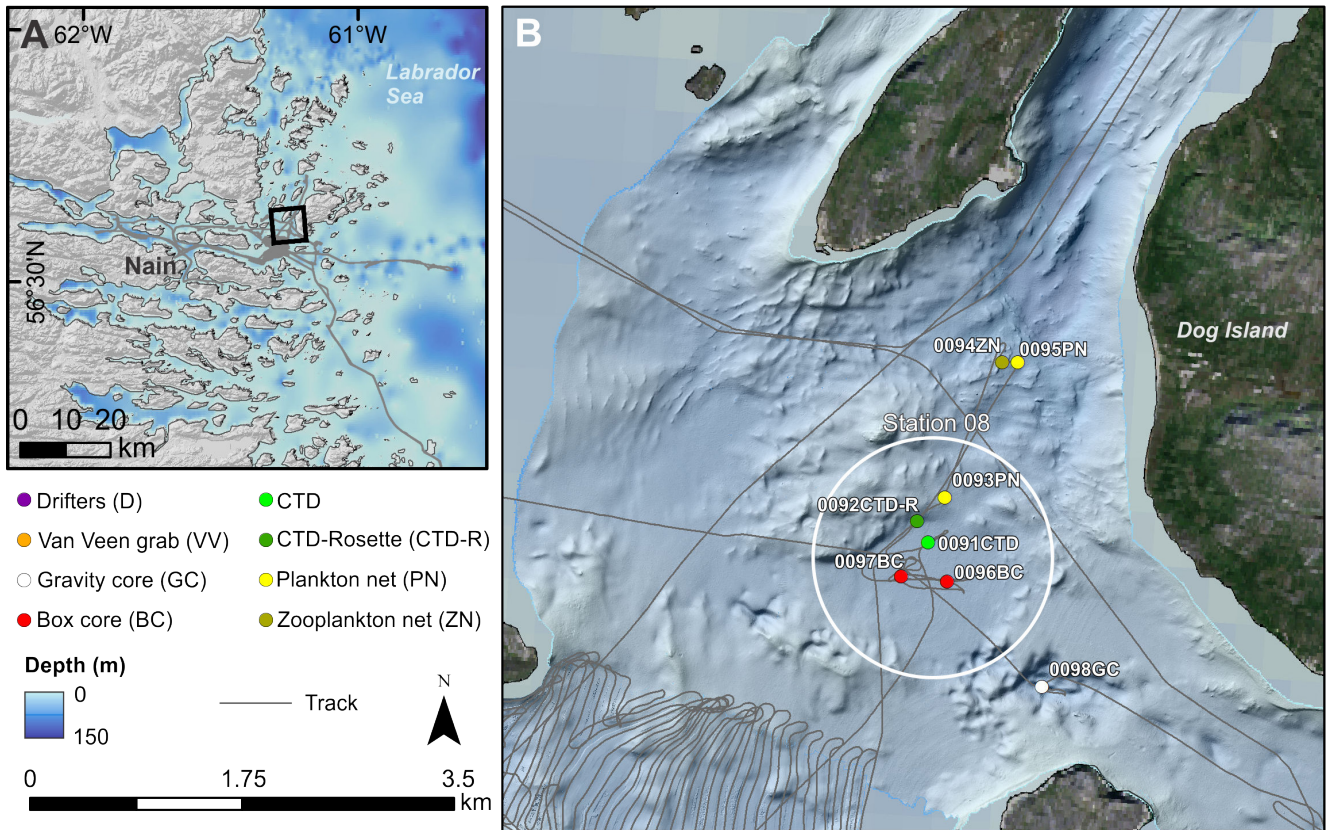 A
62°W
61°W
Labrador
Sea
Nain
56°30'N
0 10 20
km
B
Dog Island
0094ZN
0095PN
Station 08
0093PN
0092CTD-R
0091CTD
0097BC
0096BC
0098GC
Drifters (D)
CTD
Van Veen grab (VV)
CTD-Rosette (CTD-R)
Gravity core (GC)
Plankton net (PN)
Box core (BC)
Zooplankton net (ZN)
Depth (m)
0
150
Track
N
0 1.75 3.5
km